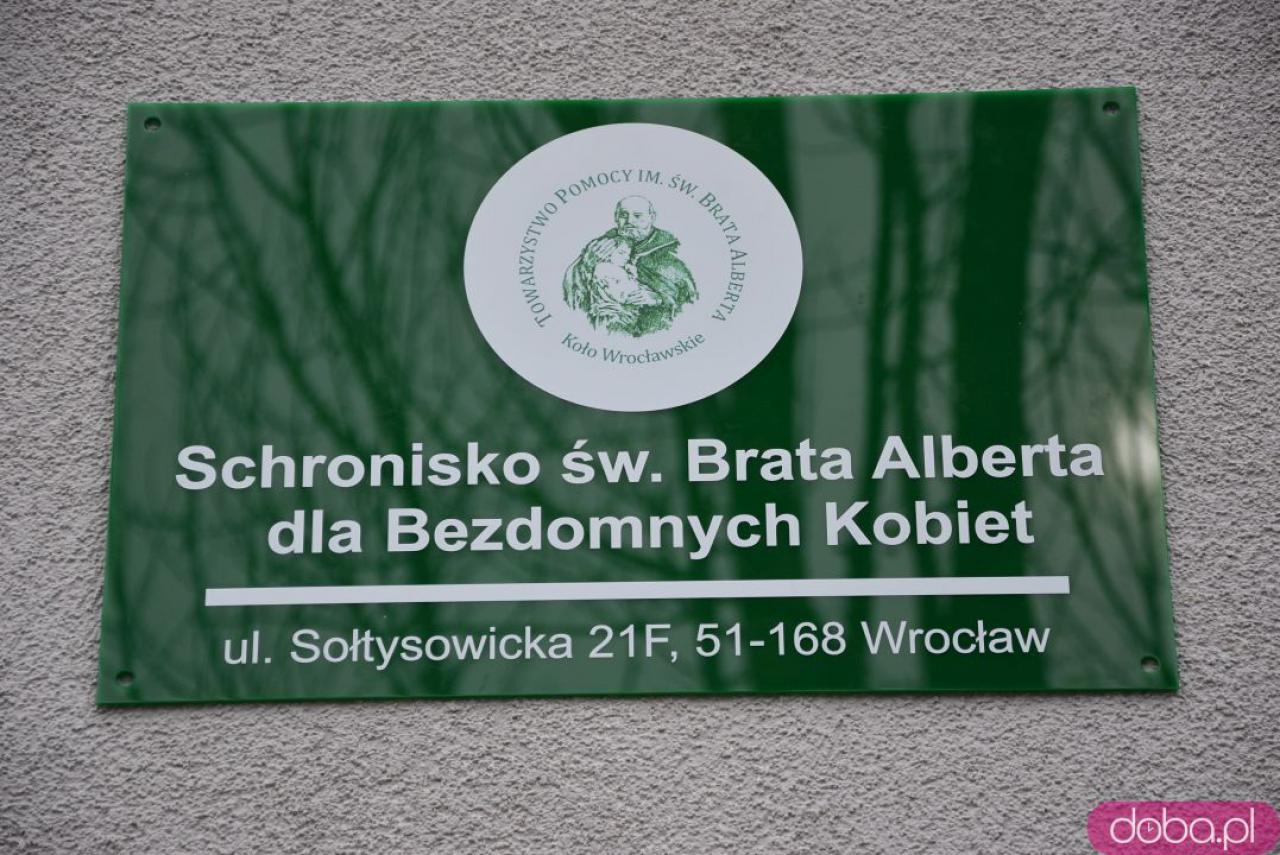 TOWARZYSTWO POMOCY IM. ŚW. BRATA ALBERTA
Koło Wrocławskie
Schronisko św. Brata Alberta
dla Bezdomnych Kobiet
ul. Sołtysowicka 21F, 51-168 Wrocław
doba.pl